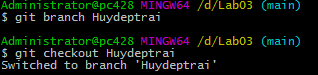 Administrator@pc428 MINGW64 /d/Lab03 (main)
$ git branch Huydeptrai
Administrator@pc428 MINGW64 /d/Lab03 (main)
$ git checkout Huydeptrai
Switched to branch 'Huydeptrai'